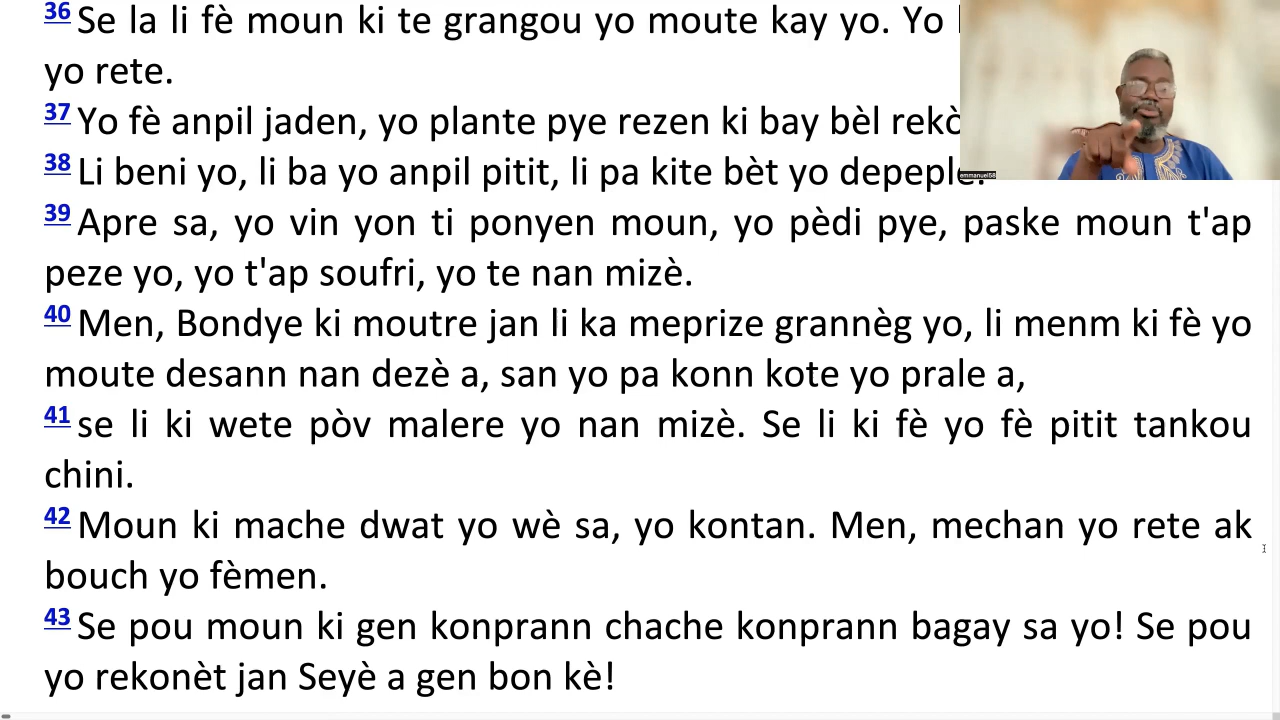 36 Se la li fè moun ki te grangou yo moute kay yo. Yo
yo rete.
37 Yo fè anpil jaden, yo plante pye rezen ki bay bèl
38 Li beni yo, li ba yo anpil pitit, li pa kite bèt yo depeple.
39 Apre sa, yo vin yon ti ponyen moun, yo pèdi pye, paske moun t'ap
peze yo, yo t'ap soufri, yo te nan mizè.
40 Men, Bondye ki moutre jan li ka meprize grannèg yo, li menm ki fè yo
moute desann nan dezè a, san yo pa konn kote yo prale a,
41 se li ki wete pòv malere yo nan mizè. Se li ki fè yo fè pitit tankou
chini.
42 Moun ki mache dwat yo wè sa, yo kontan. Men, mechan yo rete ak
bouch yo fèmen.
43 Se pou moun ki gen konprann chache konprann bagay sa yo! Se pou
yo rekonèt jan Seyè a gen bon kè!
emmanuel68